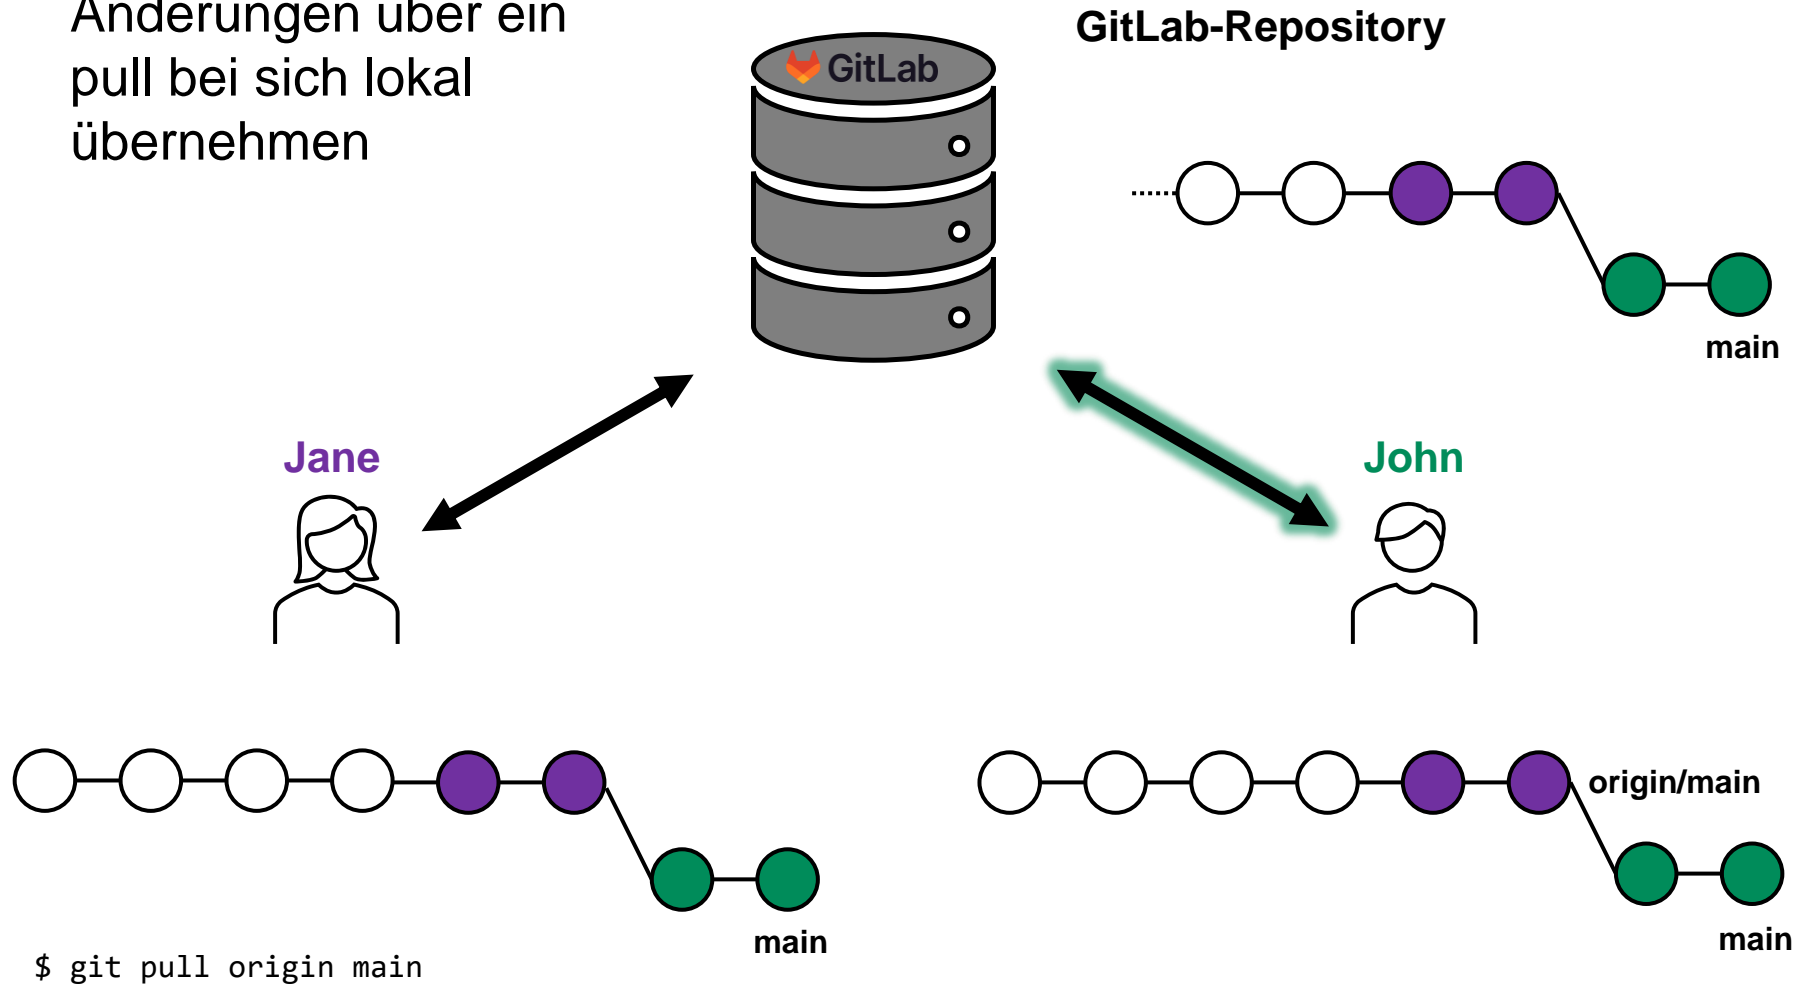 Änderungen über ein
pull bei sich lokal
übernehmen
GitLab-Repository
GitLab
main
Jane
John
origin/main
main
main
$ git pull origin main